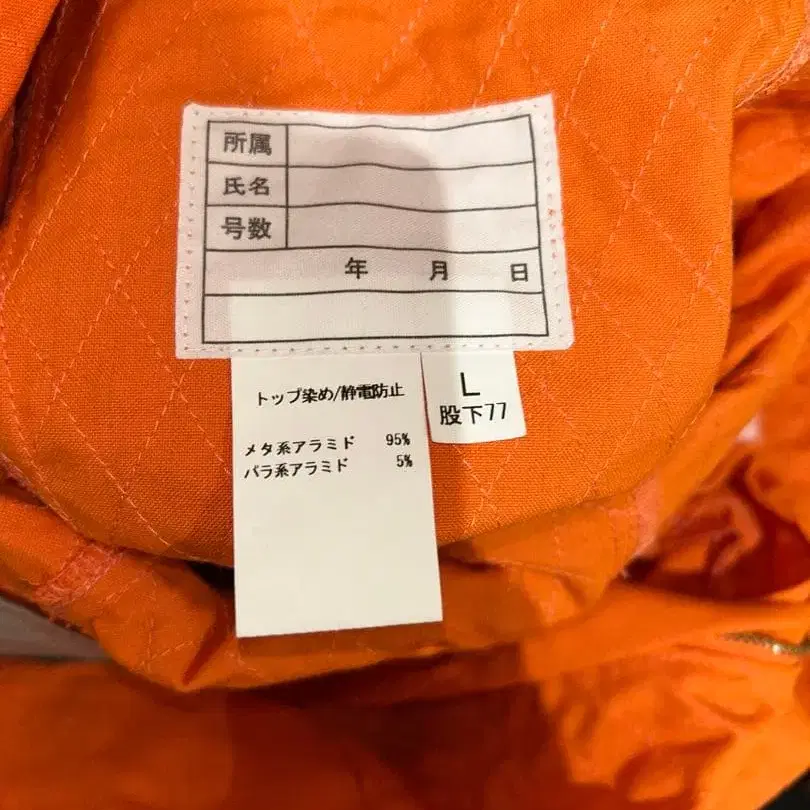 所属
氏名
号数
年 月 日
L
股下77
トップ染め/静電防止
メタ系アラミド 95%
パラ系アラミド 5%